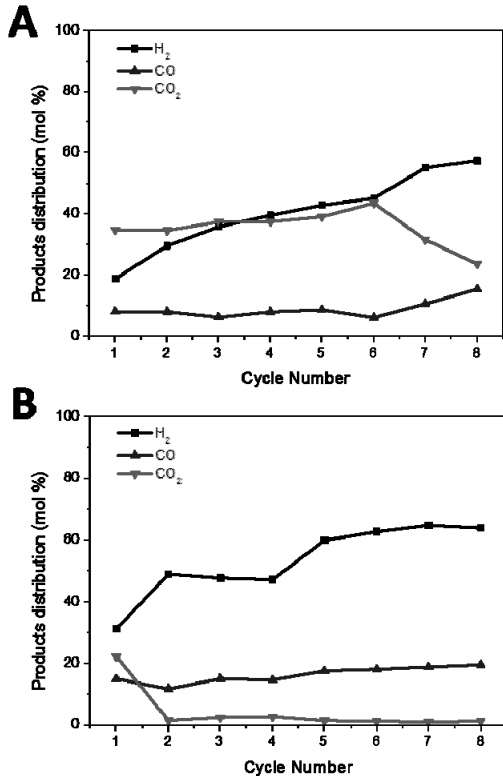 A
Products distribution (mol %)
100
80
60
40
20
0
H₂
CO
CO₂
1 2 3 4 5 6 7 8
Cycle Number
B
Products distribution (mol %)
100
80
60
40
20
0
H₂
CO
CO₂
1 2 3 4 5 6 7 8
Cycle Number